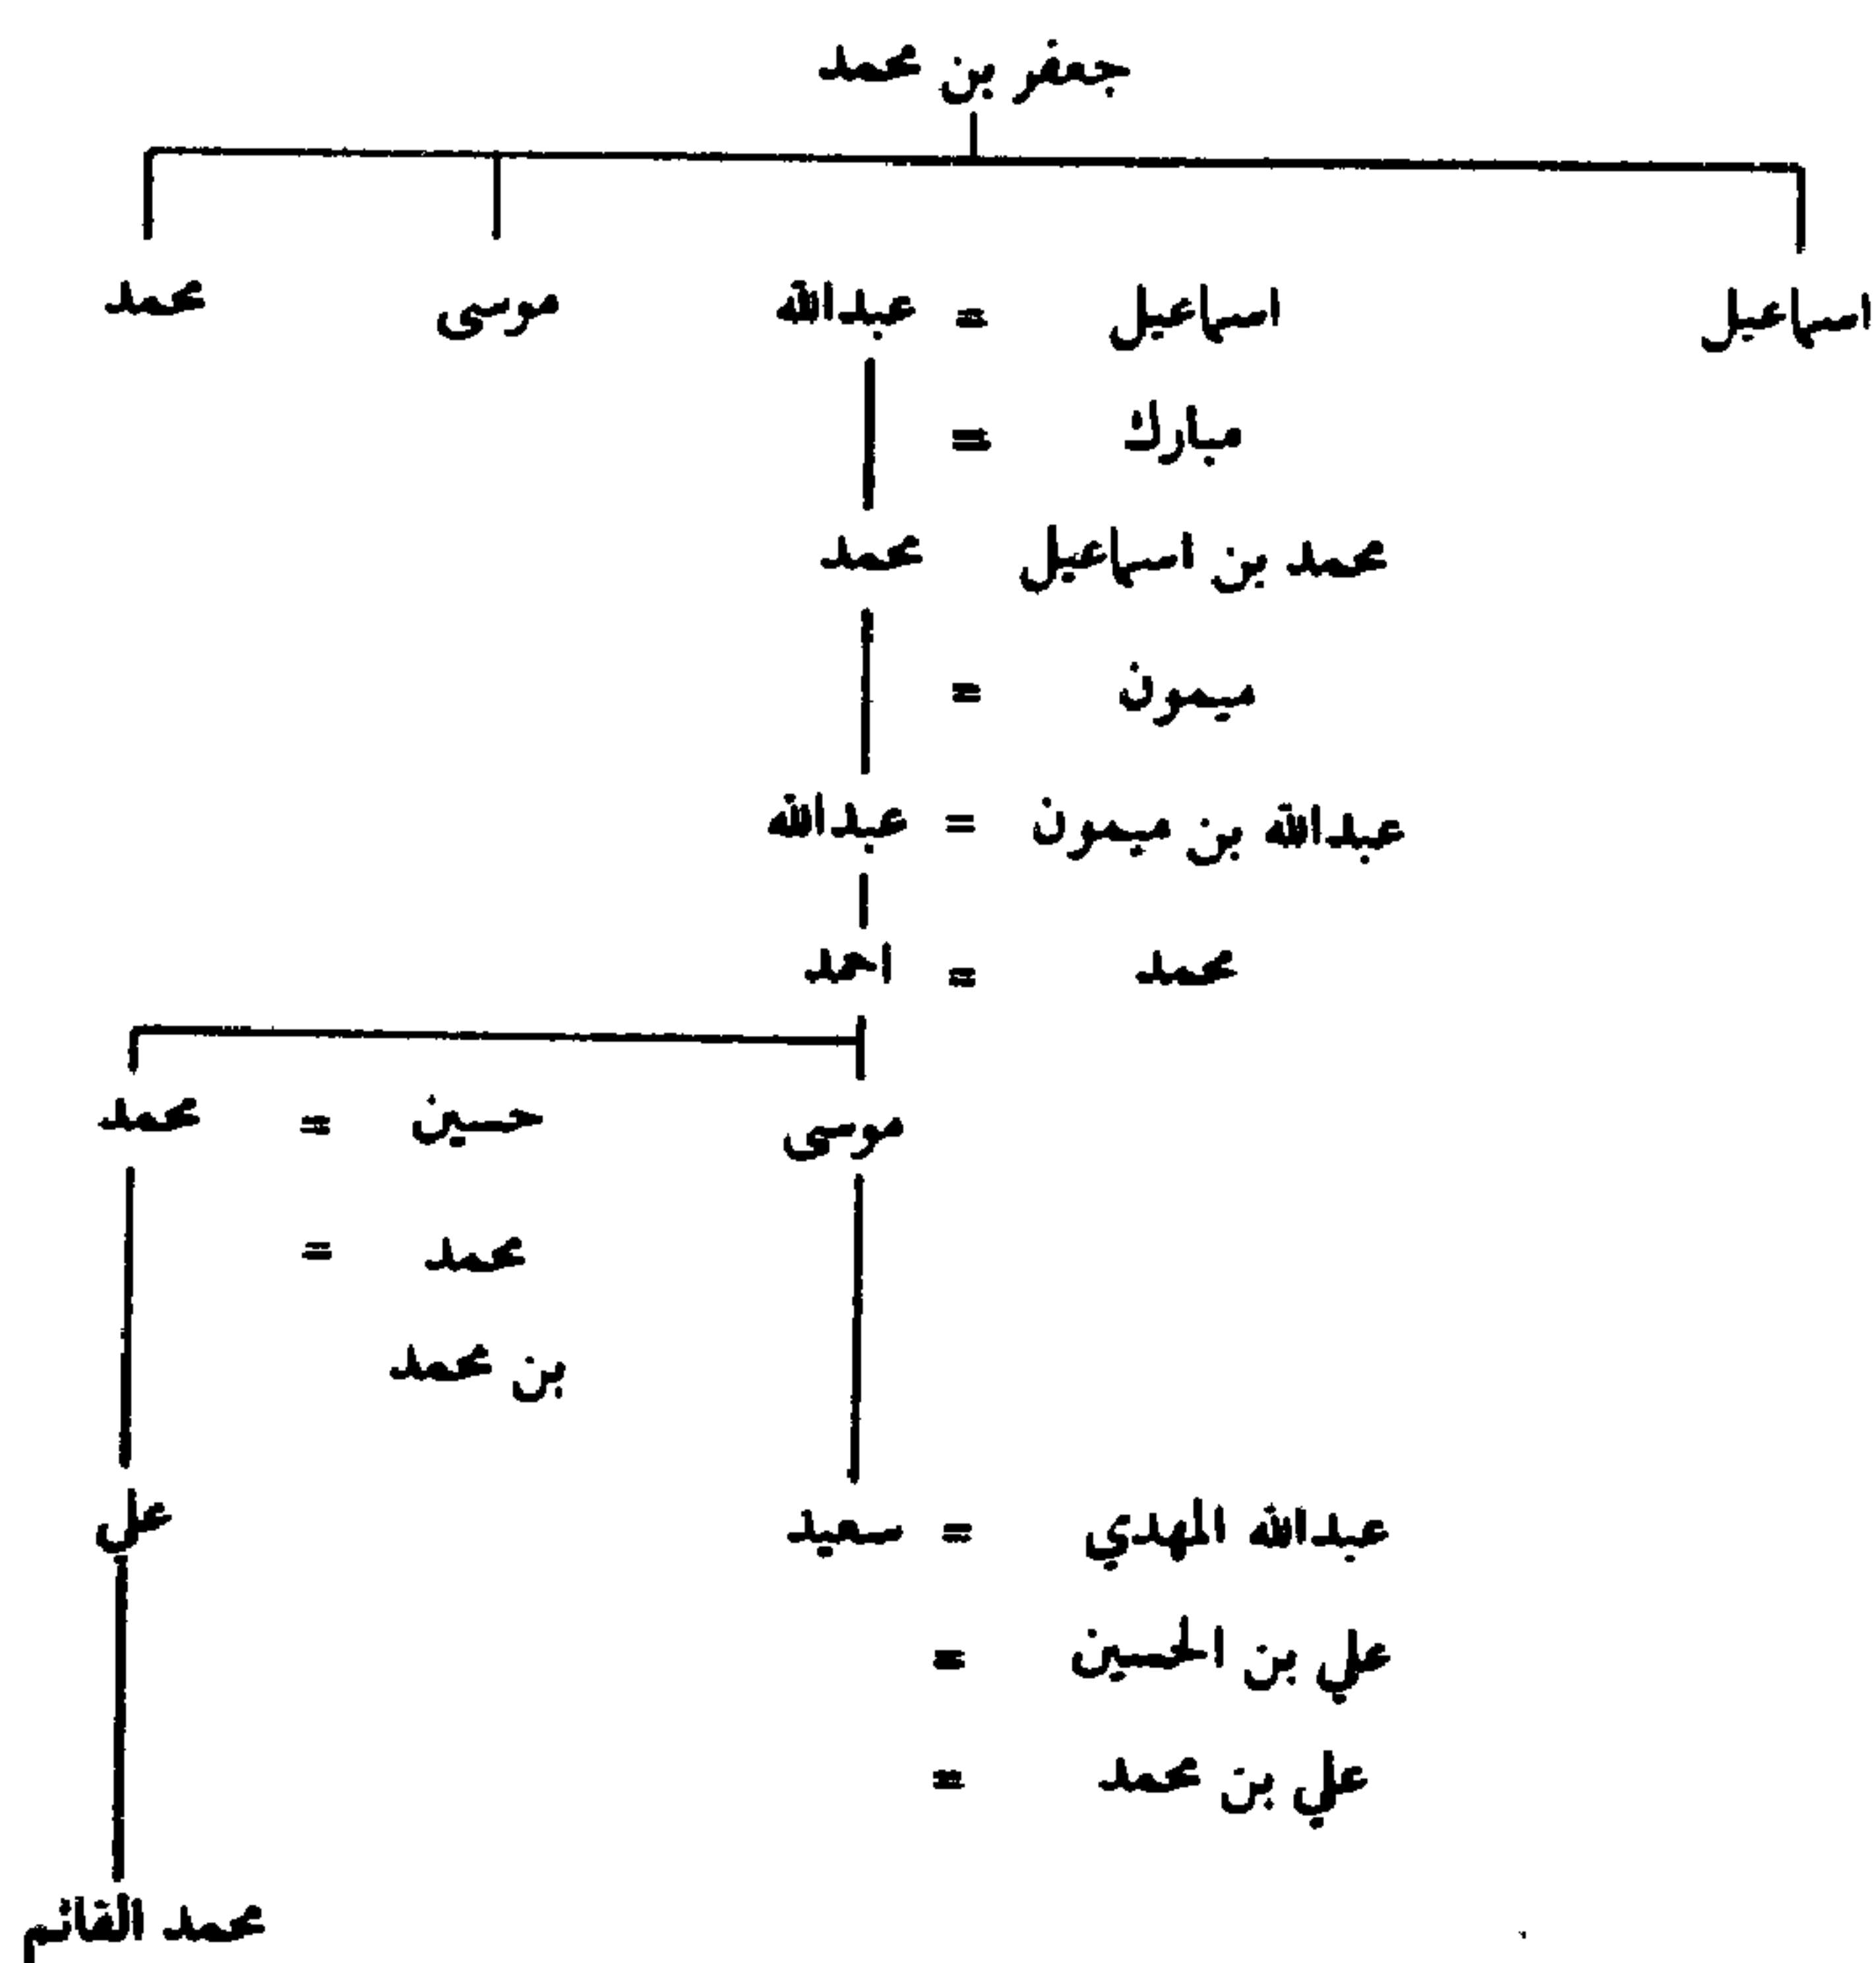 جعفر بن محمد
اسماعيل اسماعيل = عبدالله موسى محمد
مبارك =
محمد بن اسماعيل محمد
ميمون =
عبدالله بن ميمون = عبدالله
محمد = احمد
موسى حسين = محمد
محمد =
بن محمد
عبدالله المهدي = سعيد علي
علي بن الحسين =
علي بن محمد =
محمد القائم